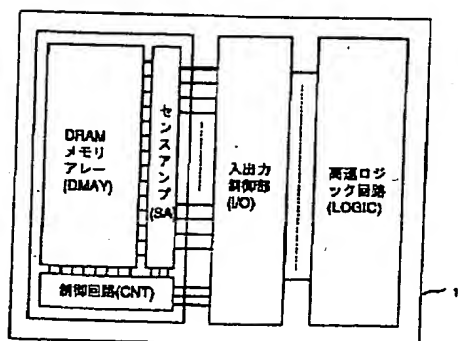 DRAM
メモリ
アレー
(DMAY)
センスアンプ
(SA)
入出力
制御部
(I/O)
高速ロジ
ック回路
(LOGIC)
制御回路(CNT)
1